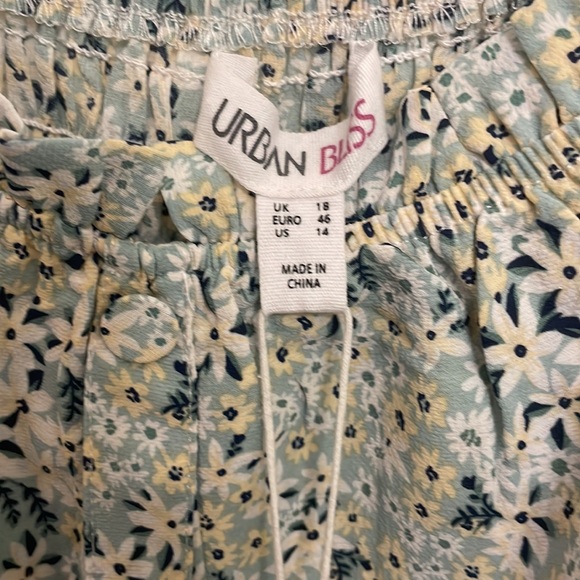 URBAN BLISS
UK 18
EURO 46
US 14
MADE IN
CHINA